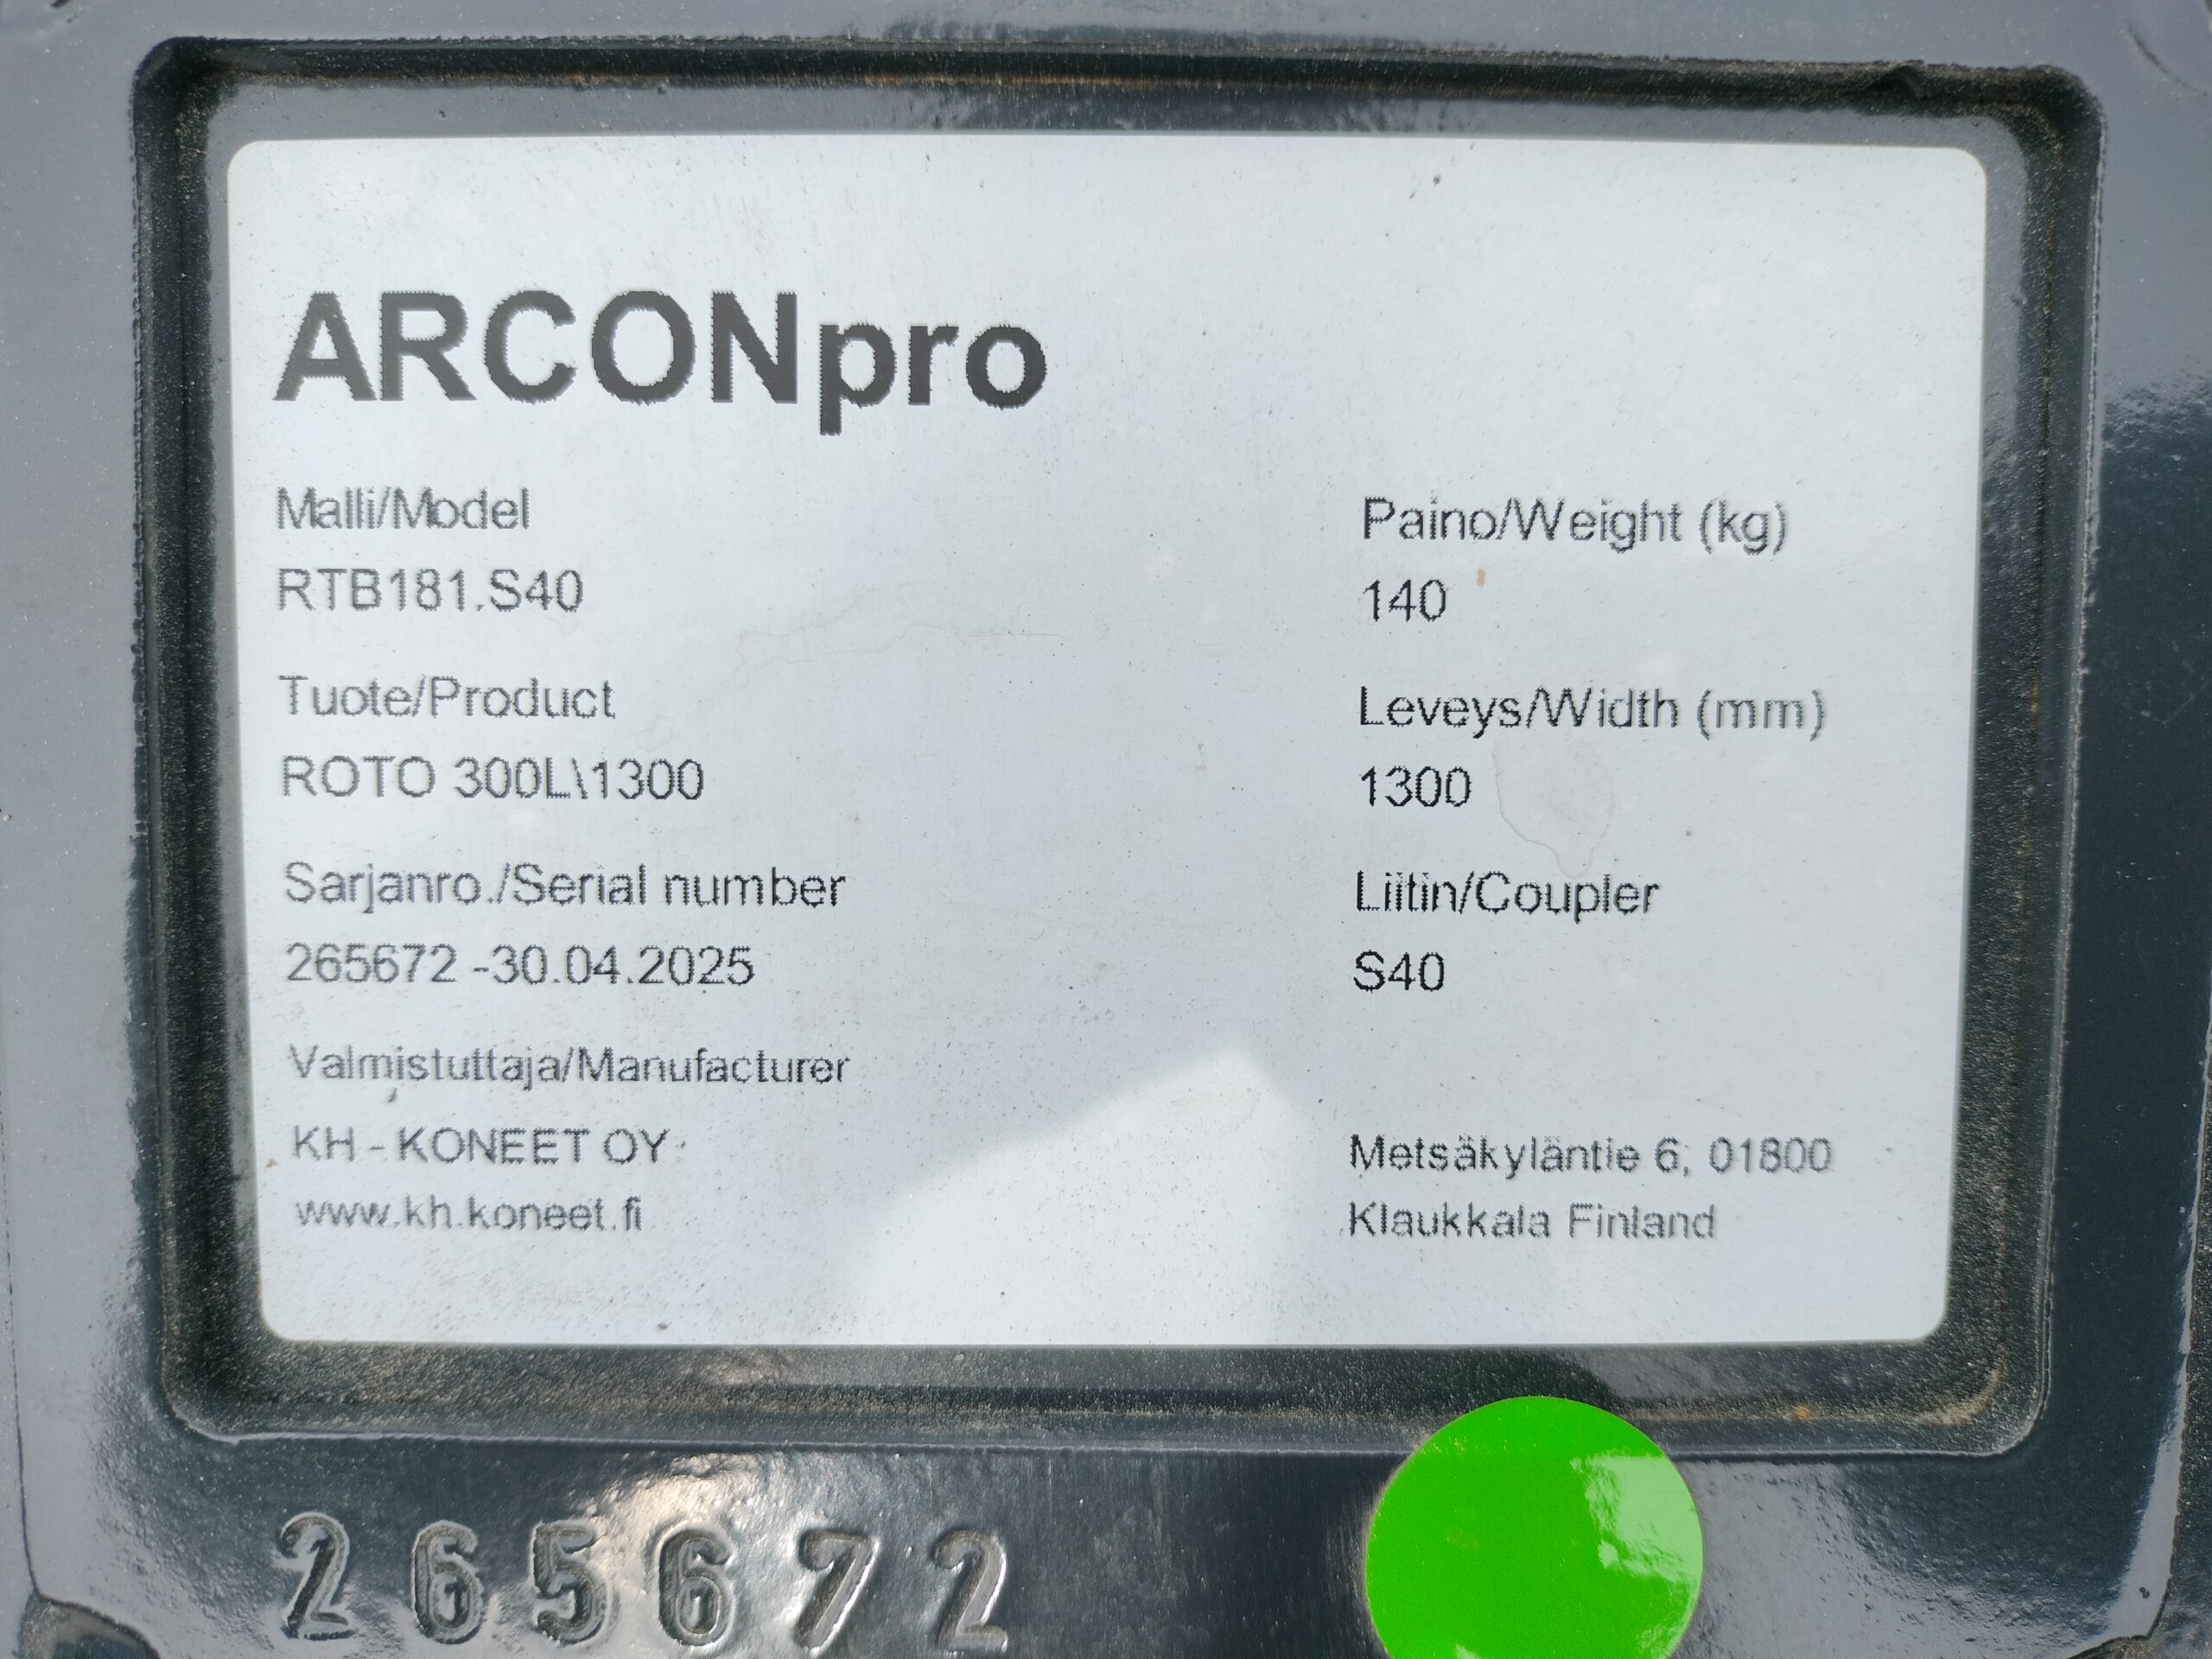 ARCONpro
Malli/Model
RTB181.S40
Tuote/Product
ROTO 300L\1300
Sarjanro./Serial number
265672 -30.04.2025
Valmistuttaja/Manufacturer
KH - KONEET OY
www.kh.koneet.fi
Paino/Weight (kg)
140
Leveys/Width (mm)
1300
Liitin/Coupler
S40
Metsäkyläntie 6, 01800
Klaukkala Finland
265672